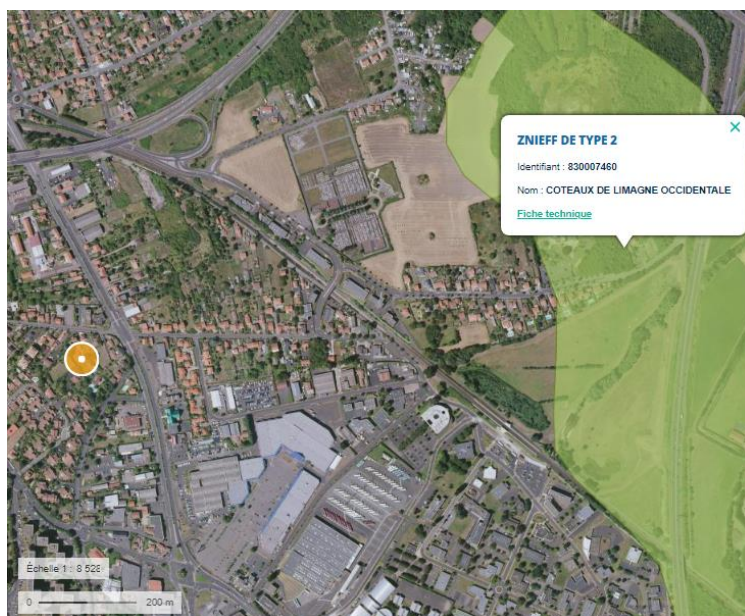 ZNIEFF DE TYPE 2
Identifiant : 830007460
Nom : COTEAUX DE LIMAGNE OCCIDENTALE
Fiche technique
Échelle 1 : 8 528
0 200 m